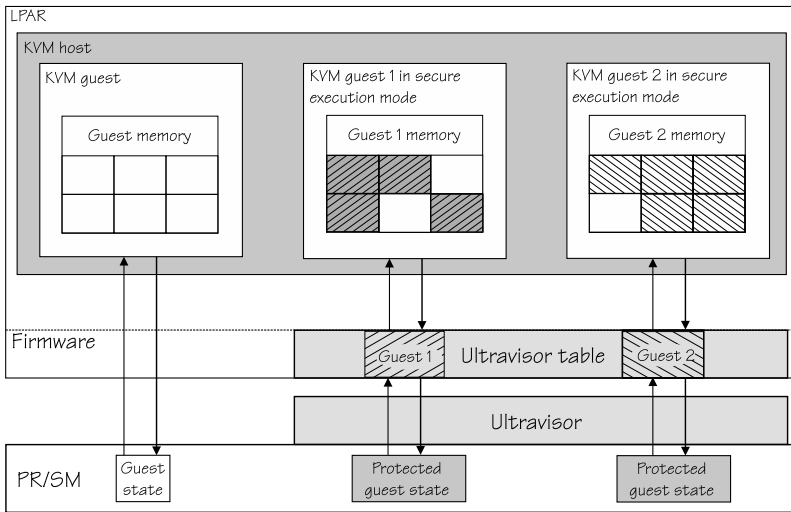 LPAR
KVM host
KVM guest
KVM guest 1 in secure
execution mode
KVM guest 2 in secure
execution mode
Guest memory
Guest 1 memory
Guest 2 memory
Firmware
Guest 1
Ultravisor table
Guest 2
Ultravisor
PR/SM
Guest
state
Protected
guest state
Protected
guest state